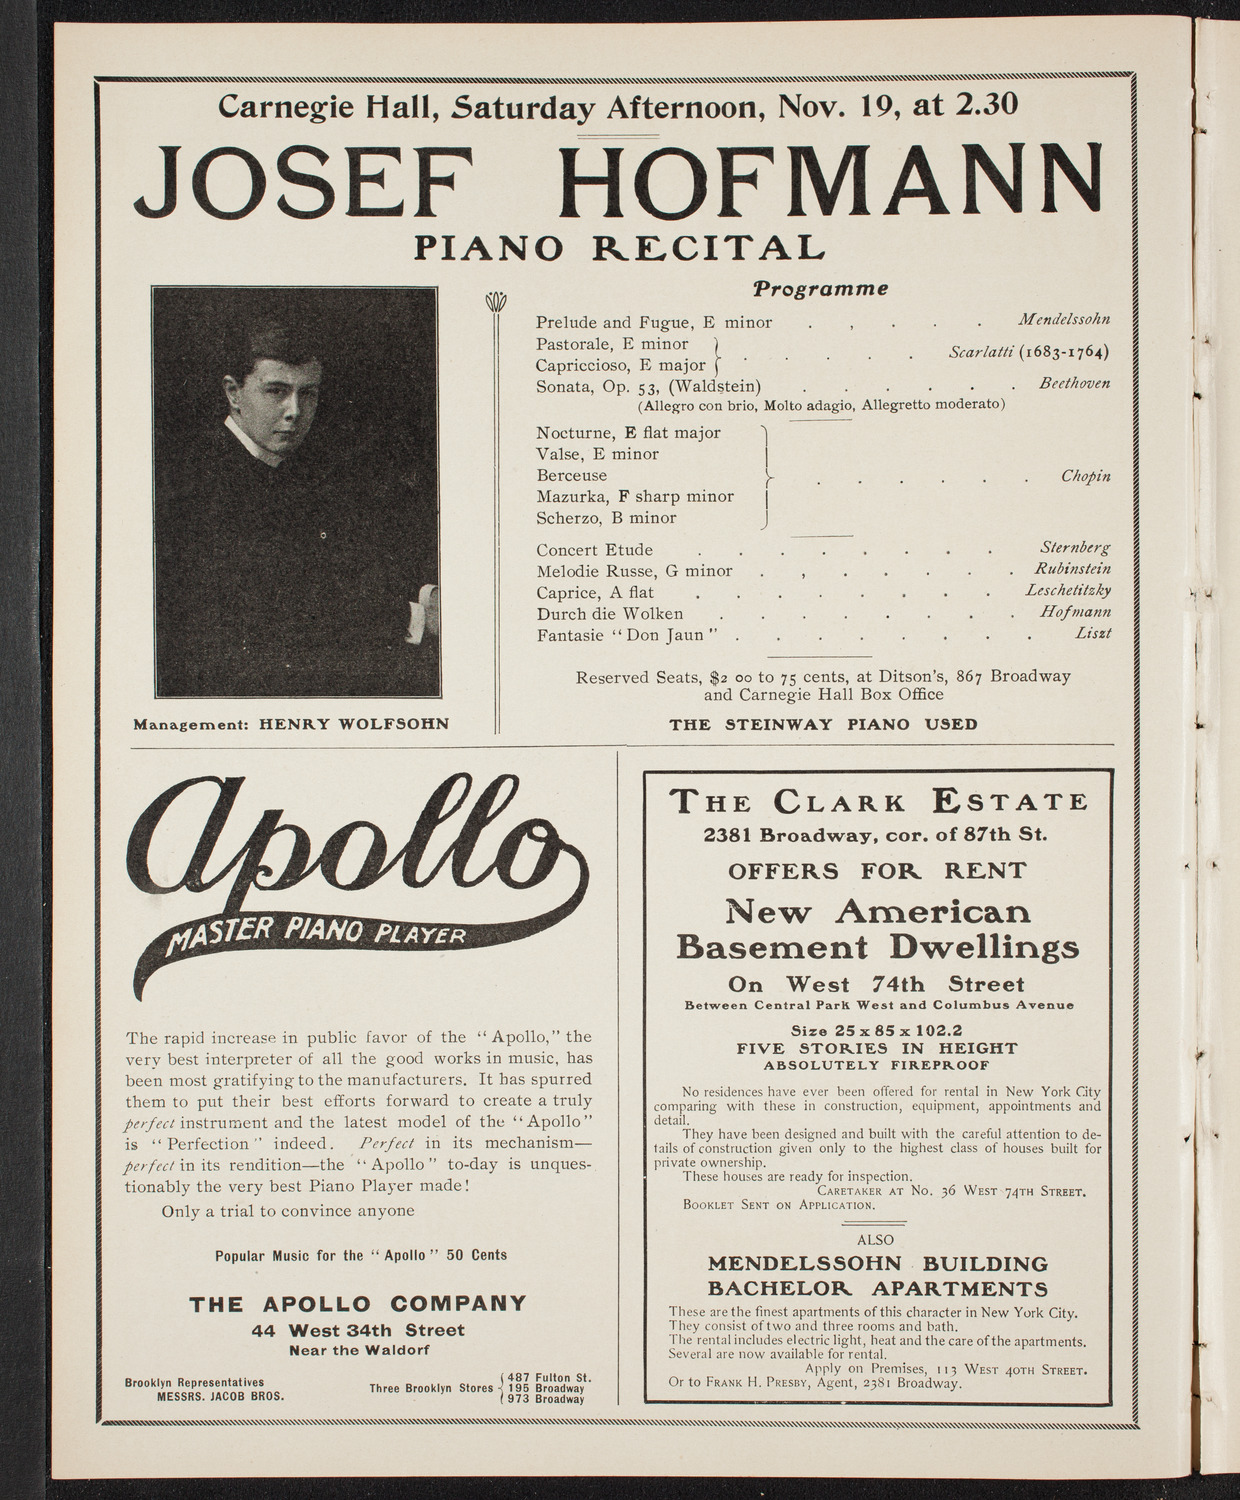 Carnegie Hall, Saturday Afternoon, Nov. 19, at 2.30
JOSEF HOFMANN
PIANO RECITAL
Programme
Prelude and Fugue, E minor . , . . . Mendelssohn
Pastorale, E minor
Capriccioso, E major } . . . . . Scarlatti (1683-1764)
Sonata, Op. 53, (Waldstein) . . . . . . Beethoven
(Allegro con brio, Molto adagio, Allegretto moderato)
Nocturne, E flat major
Valse, E minor
Berceuse } . . . . . . Chopin
Mazurka, F sharp minor
Scherzo, B minor
Concert Etude . . . . . . . . Sternberg
Melodie Russe, G minor . , . . . . . Rubinstein
Caprice, A flat . . . . . . . . Leschetitzky
Durch die Wolken . . . . . . . . Hofmann
Fantasie "Don Jaun" . . . . . . . . Liszt
Reserved Seats, $2 00 to 75 cents, at Ditson's, 867 Broadway
and Carnegie Hall Box Office
Management: HENRY WOLFSOHN
THE STEINWAY PIANO USED
Apollo
MASTER PIANO PLAYER
The rapid increase in public favor of the "Apollo," the
very best interpreter of all the good works in music, has
been most gratifying to the manufacturers. It has spurred
them to put their best efforts forward to create a truly
perfect instrument and the latest model of the "Apollo"
is "Perfection" indeed. Perfect in its mechanism—
perfect in its rendition—the "Apollo" to-day is unques-
tionably the very best Piano Player made!
Only a trial to convince anyone
Popular Music for the "Apollo" 50 Cents
THE APOLLO COMPANY
44 West 34th Street
Near the Waldorf
Brooklyn Representatives
MESSRS. JACOB BROS.
Three Brooklyn Stores { 487 Fulton St.
195 Broadway
973 Broadway
THE CLARK ESTATE
2381 Broadway, cor. of 87th St.
OFFERS FOR RENT
New American
Basement Dwellings
On West 74th Street
Between Central Park West and Columbus Avenue
Size 25 x 85 x 102.2
FIVE STORIES IN HEIGHT
ABSOLUTELY FIREPROOF
No residences have ever been offered for rental in New York City
comparing with these in construction, equipment, appointments and
detail.
They have been designed and built with the careful attention to de-
tails of construction given only to the highest class of houses built for
private ownership.
These houses are ready for inspection.
CARETAKER AT NO. 36 WEST 74TH STREET.
BOOKLET SENT ON APPLICATION.
ALSO
MENDELSSOHN BUILDING
BACHELOR APARTMENTS
These are the finest apartments of this character in New York City.
They consist of two and three rooms and bath.
The rental includes electric light, heat and the care of the apartments.
Several are now available for rental.
Apply on Premises, 113 WEST 40TH STREET.
Or to FRANK H. PRESBY, Agent, 2381 Broadway.